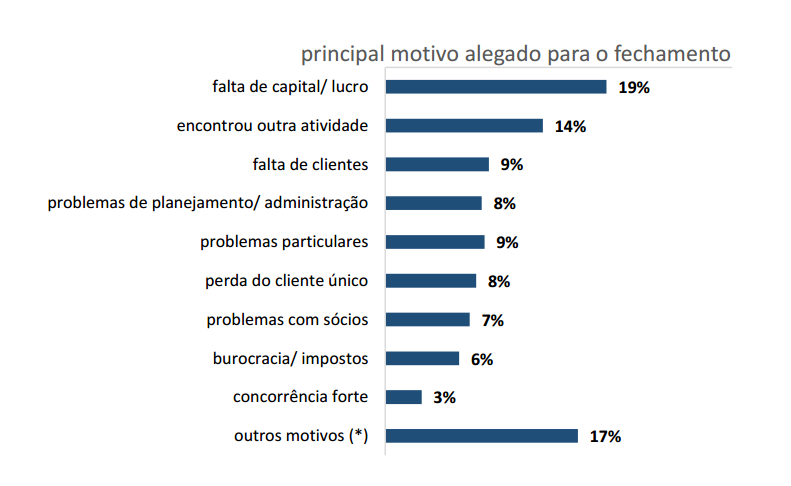 principal motivo alegado para o fechamento
falta de capital/ lucro 19%
encontrou outra atividade 14%
falta de clientes 9%
problemas de planejamento/ administração 8%
problemas particulares 9%
perda do cliente único 8%
problemas com sócios 7%
burocracia/ impostos 6%
concorrência forte 3%
outros motivos (*) 17%